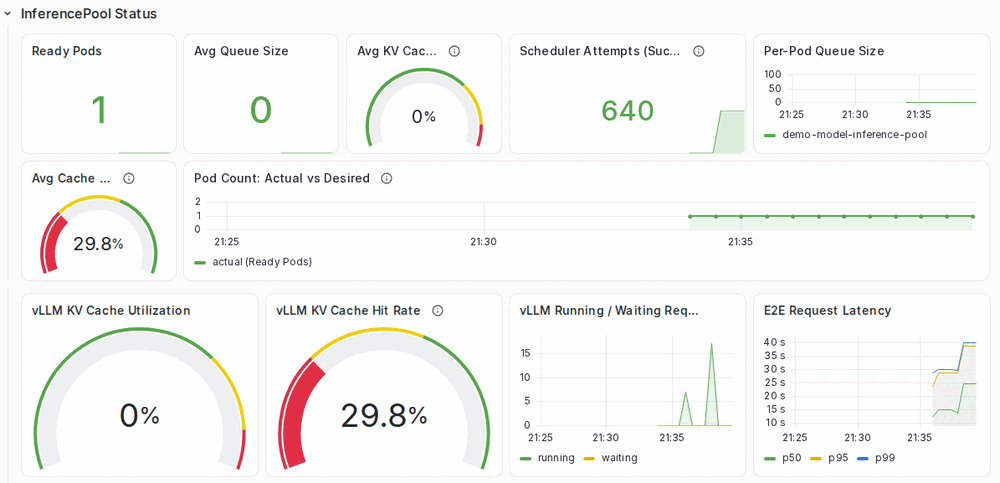 InferencePool Status
Ready Pods
1
Avg Queue Size
0
Avg KV Cac...
0%
Scheduler Attempts (Suc...
640
Per-Pod Queue Size
100
50
0
21:25 21:30 21:35
demo-model-inference-pool
Avg Cache ...
29.8%
Pod Count: Actual vs Desired
2
1
0
21:25 21:30 21:35
actual (Ready Pods)
vLLM KV Cache Utilization
0%
vLLM KV Cache Hit Rate
29.8%
vLLM Running / Waiting Req...
15
10
5
0
21:25 21:30 21:35
running waiting
E2E Request Latency
40 s
35 s
30 s
25 s
20 s
15 s
10 s
21:25 21:30 21:35
p50 p95 p99